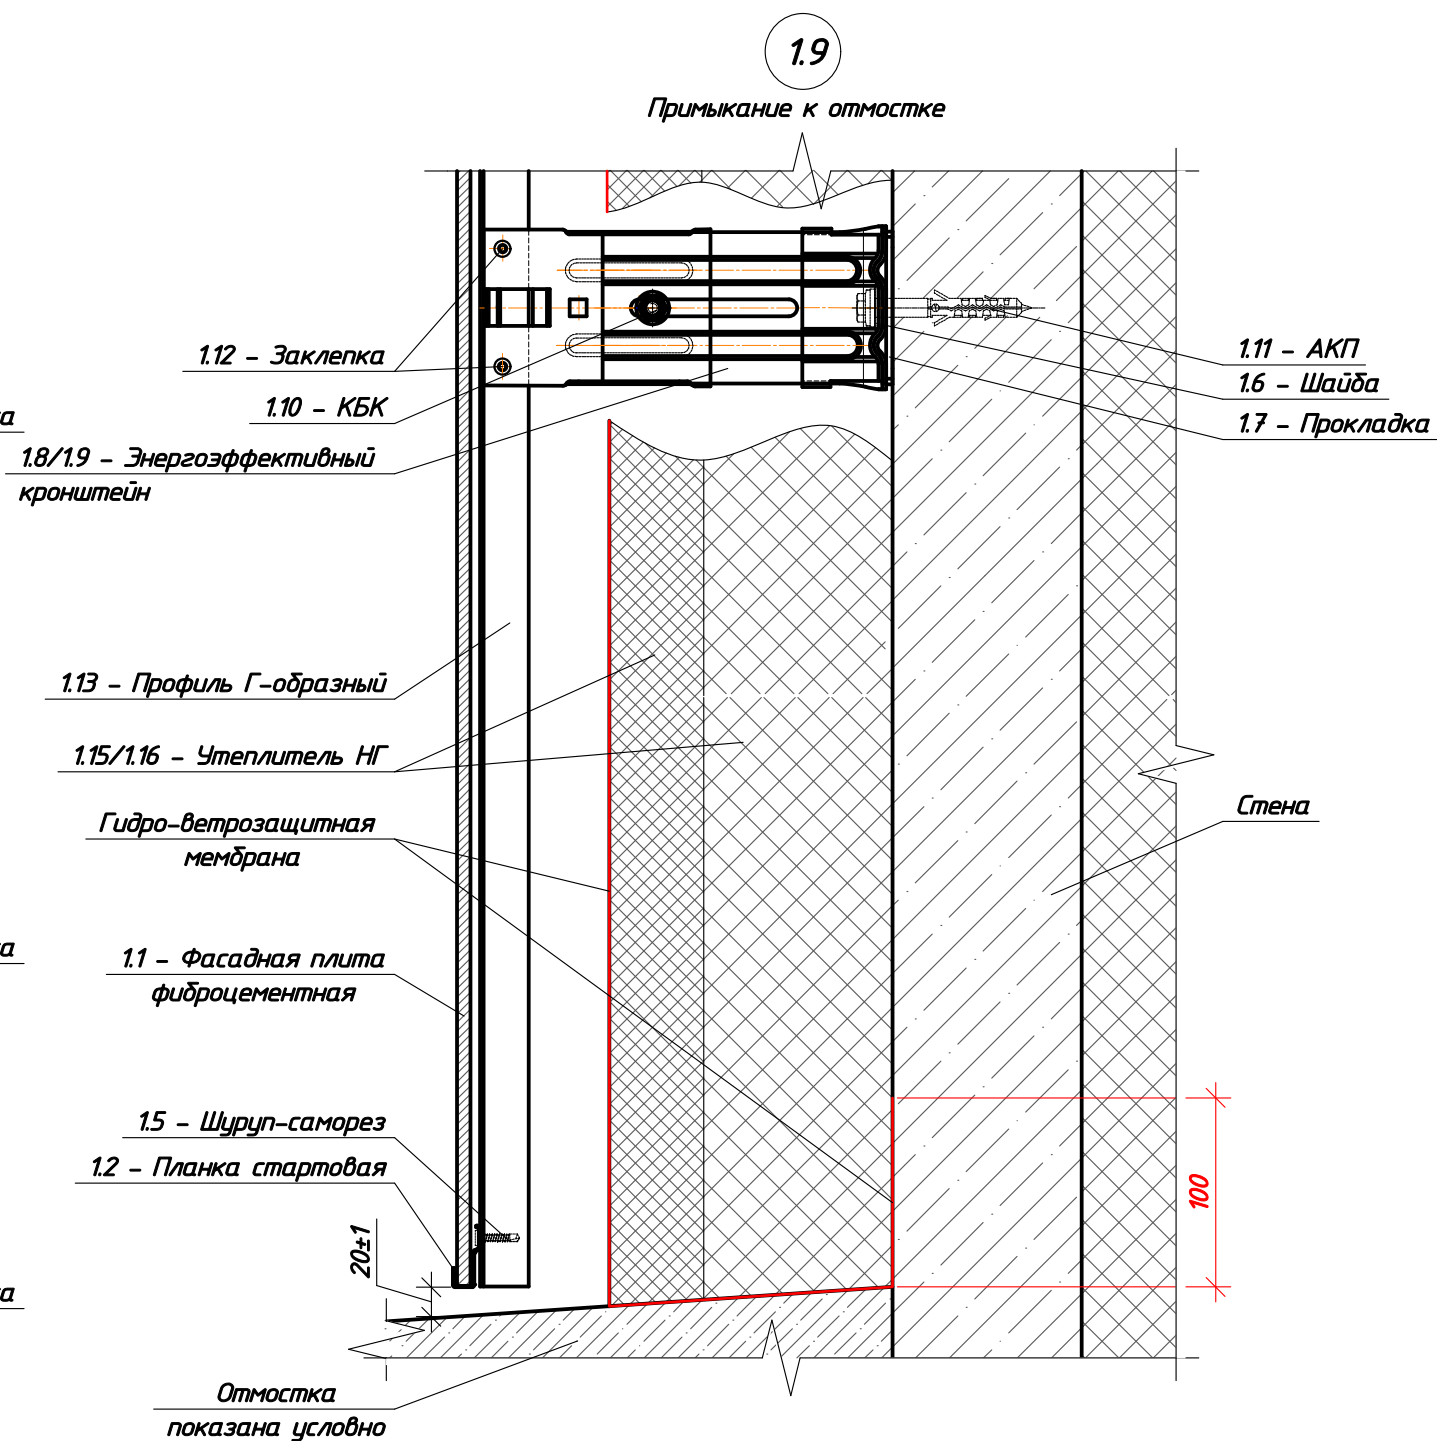 1.9
Примыкание к отмостке
1.12 - Заклепка
1.10 - КБК
1.8/1.9 - Энергоэффективный
кронштейн
1.11 - АКП
1.6 - Шайба
1.7 - Прокладка
1.13 - Профиль Г-образный
1.15/1.16 - Утеплитель НГ
Гидро-ветрозащитная
мембрана
Стена
1.1 - Фасадная плита
фиброцементная
1.5 - Шуруп-саморез
1.2 - Планка стартовая
20±1
100
Отмостка
показана условно